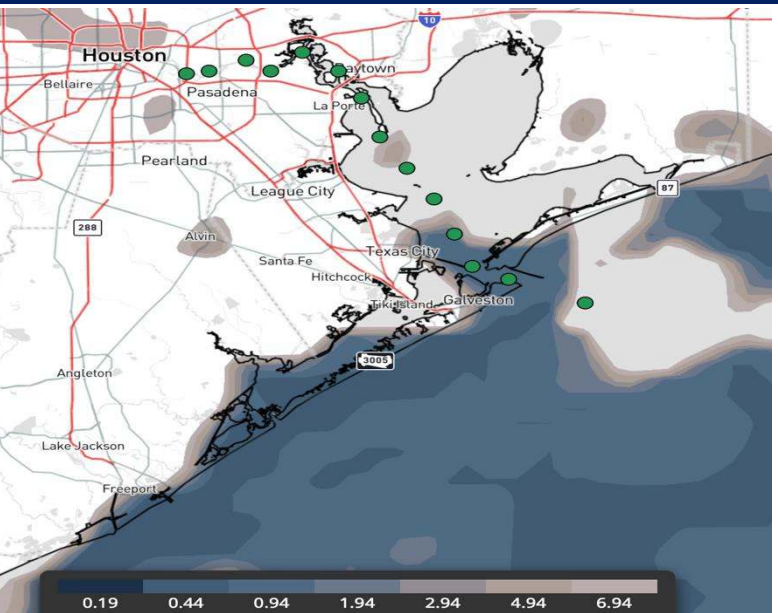 10
Houston
Baytown
Bellaire
Pasadena
La Porte
Pearland
League City
87
288
Alvin
Texas City
Santa Fe
Hitchcock
Tiki Island
Galveston
3005
Angleton
Lake Jackson
Freeport
0.19 0.44 0.94 1.94 2.94 4.94 6.94